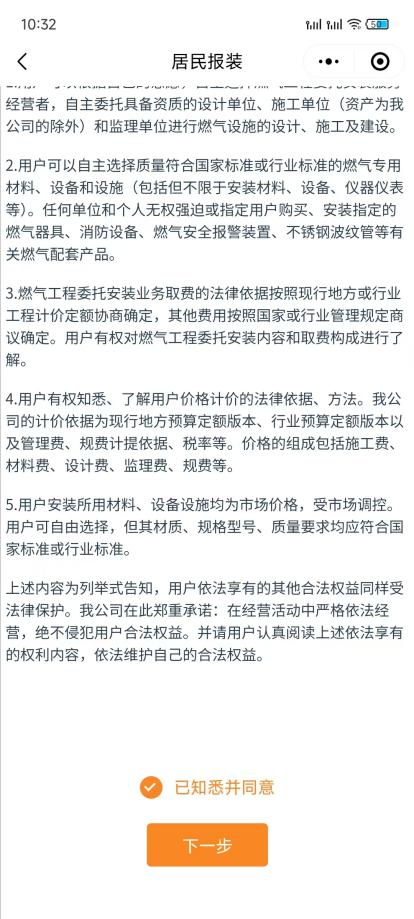 10:32
50
居民报装
经营者，自主委托具备资质的设计单位、施工单位（资产为我
公司的除外）和监理单位进行燃气设施的设计、施工及建设。
2.用户可以自主选择质量符合国家标准或行业标准的燃气专用
材料、设备和设施（包括但不限于安装材料、设备、仪器仪表
等）。任何单位和个人无权强迫或指定用户购买、安装指定的
燃气器具、消防设备、燃气安全报警装置、不锈钢波纹管等有
关燃气配套产品。
3.燃气工程委托安装业务取费的法律依据按照现行地方或行业
工程计价定额协商确定，其他费用按照国家或行业管理规定商
议确定。用户有权对燃气工程委托安装内容和取费构成进行了
解。
4.用户有权知悉、了解用户价格计价的法律依据、方法。我公
司的计价依据为现行地方预算定额版本、行业预算定额版本以
及管理费、规费计提依据、税率等。价格的组成包括施工费、
材料费、设计费、监理费、规费等。
5.用户安装所用材料、设备设施均为市场价格，受市场调控。
用户可自由选择，但其材质、规格型号、质量要求均应符合国
家标准或行业标准。
上述内容为列举式告知，用户依法享有的其他合法权益同样受
法律保护。我公司在此郑重承诺：在经营活动中严格依法经
营，绝不侵犯用户合法权益。并请用户认真阅读上述依法享有
的权利内容，依法维护自己的合法权益。
已知悉并同意
下一步